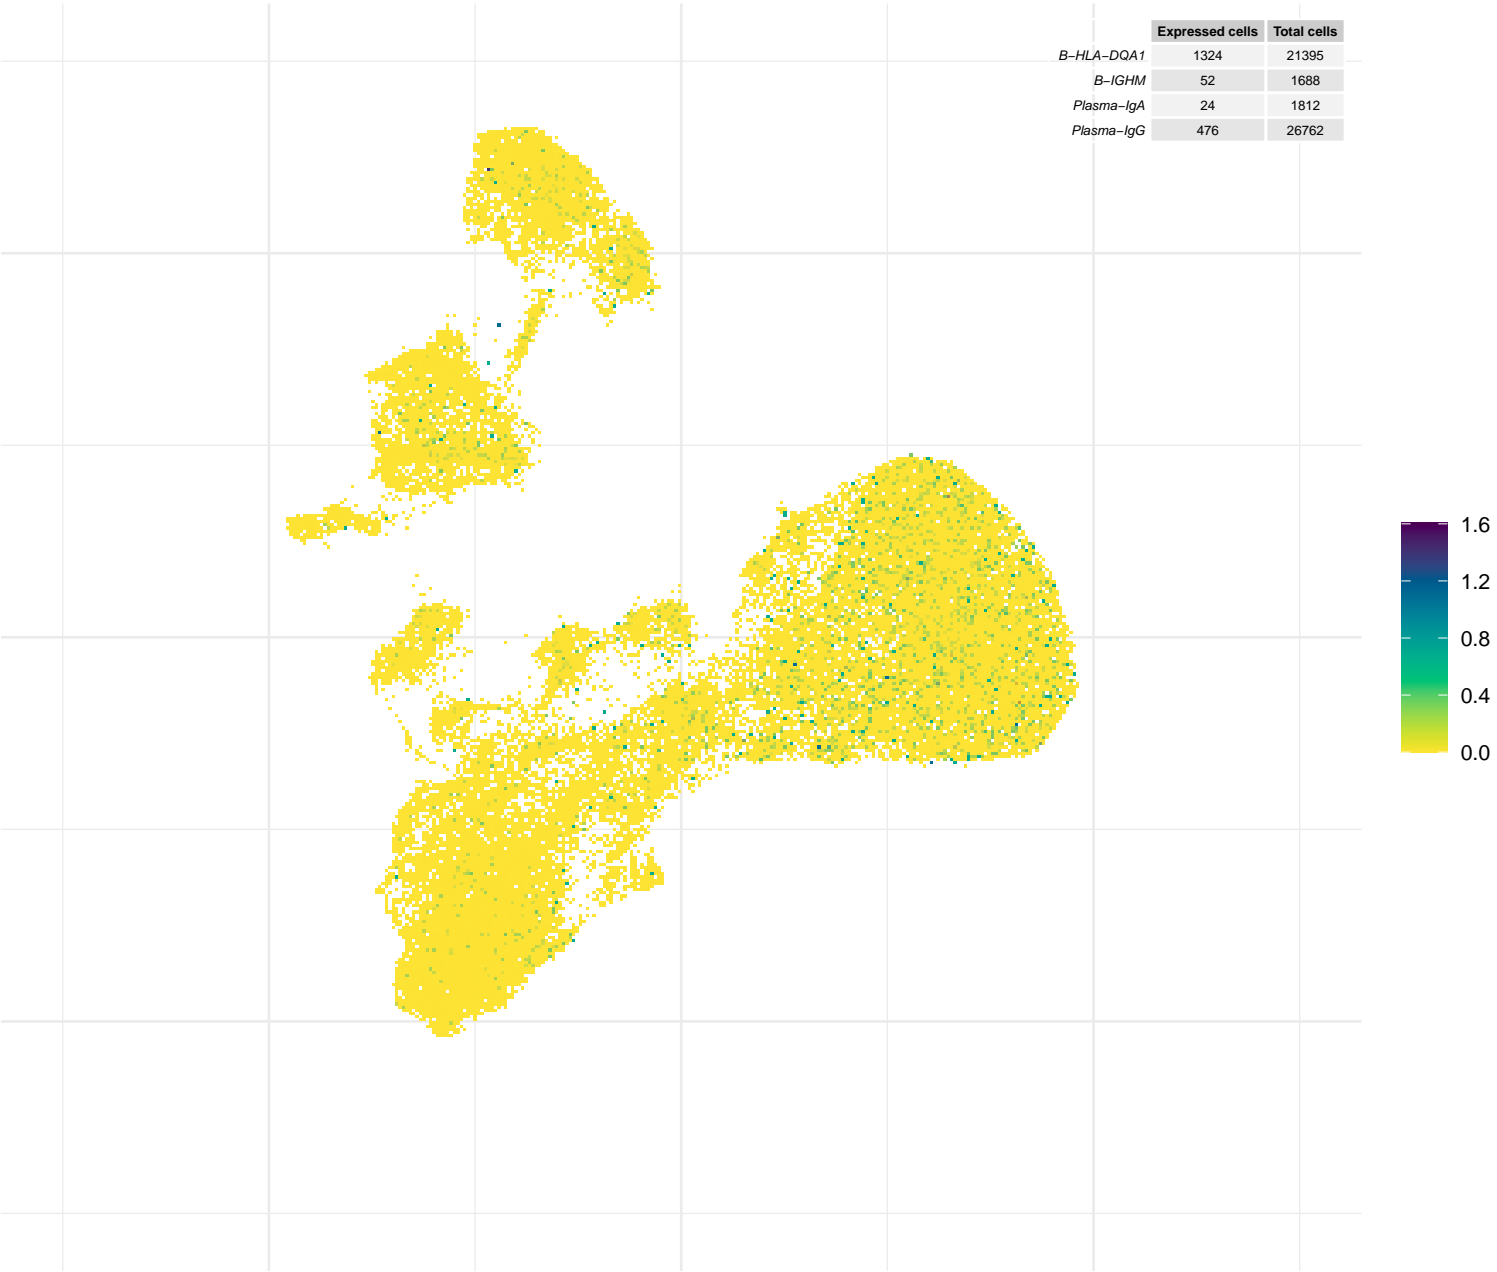 Expressed cells Total cells
B−HLA−DQA1 1324 21395
B−IGHM 52 1688
Plasma−IgA 24 1812
Plasma−IgG 476 26762
1.6
1.2
0.8
0.4
0.0